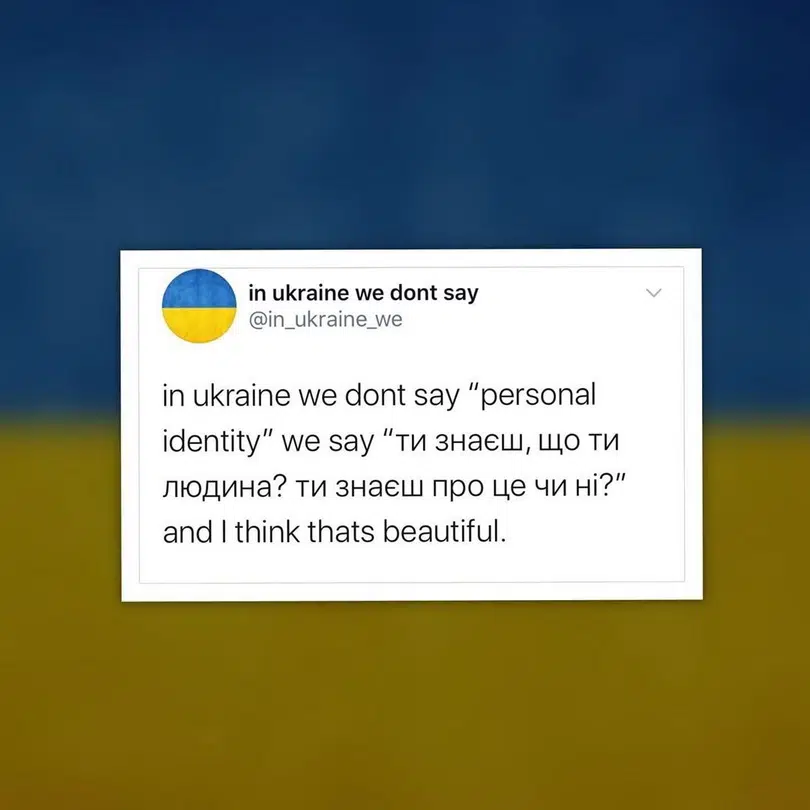 in ukraine we dont say
@in_ukraine_we
in ukraine we dont say “personal
identity” we say “ти знаєш, що ти
людина? ти знаєш про це чи ні?”
and I think thats beautiful.